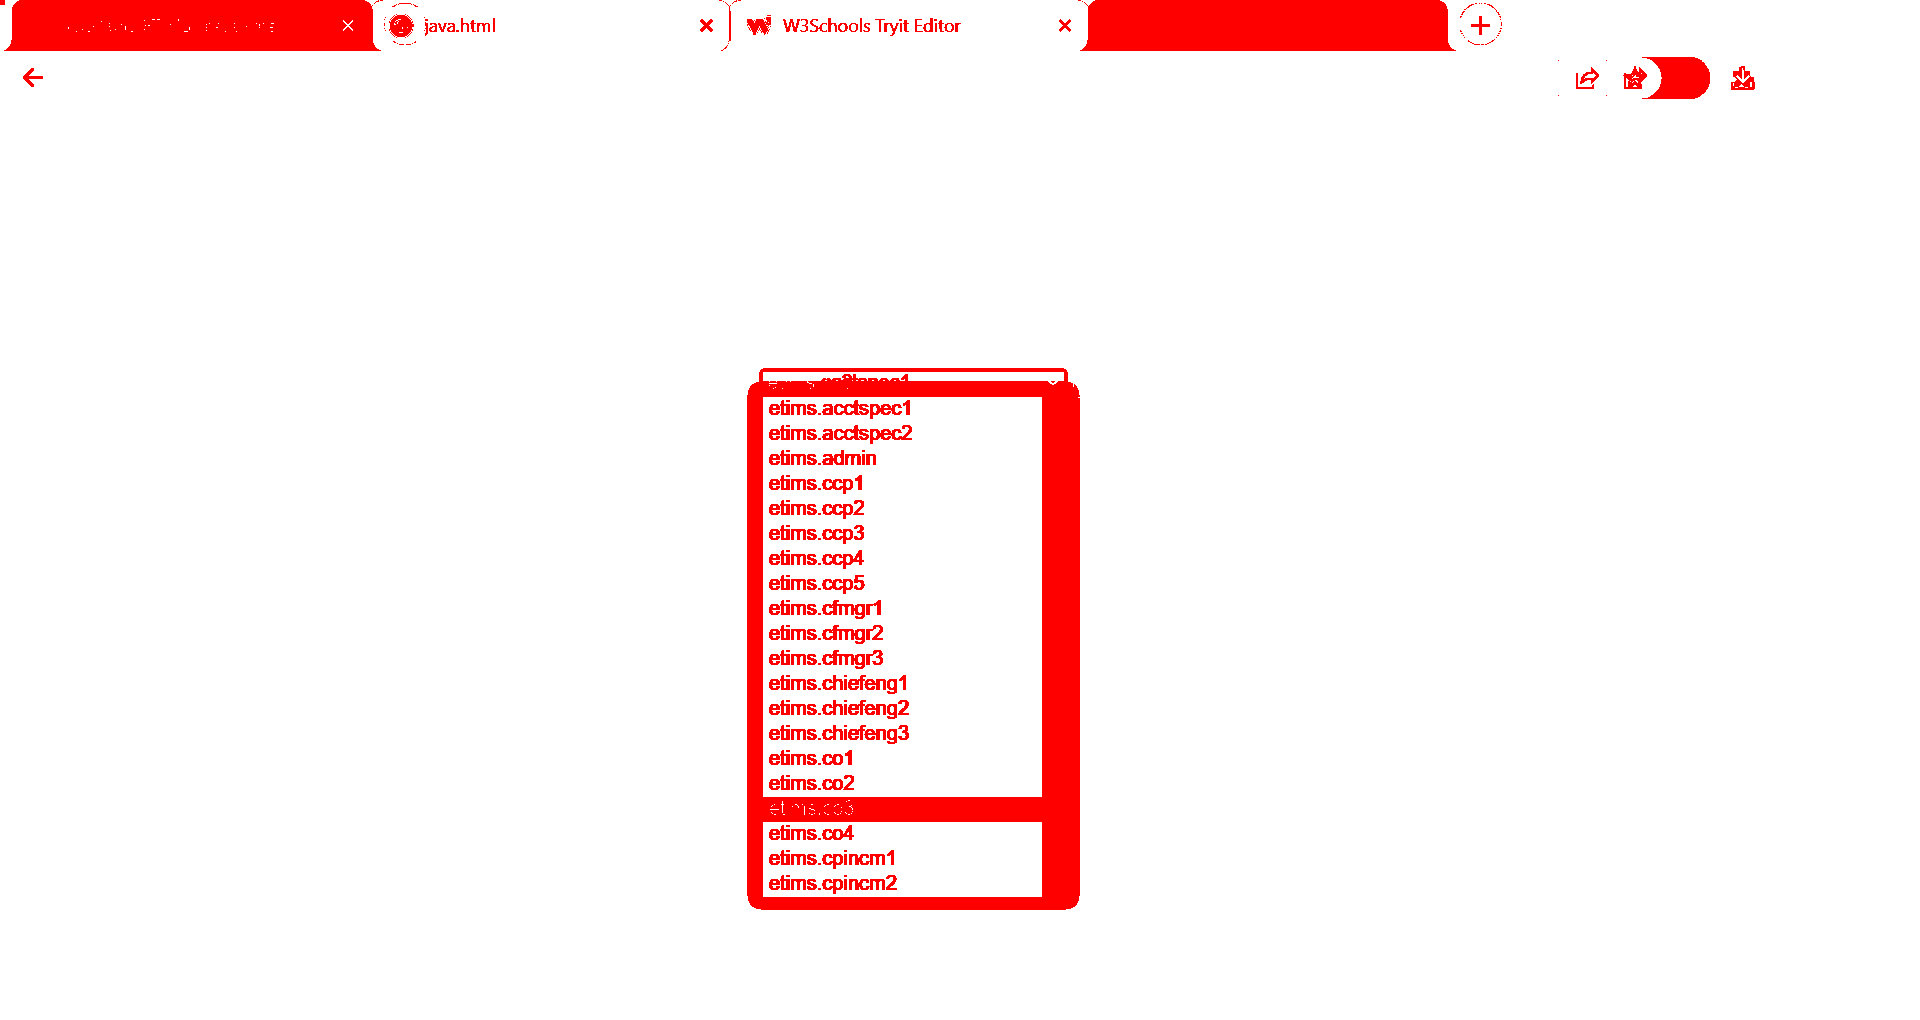 java.html
W3Schools Tryit Editor
etims.acctspec1
etims.acctspec2
etims.admin
etims.ccp1
etims.ccp2
etims.ccp3
etims.ccp4
etims.ccp5
etims.cfmgr1
etims.cfmgr2
etims.cfmgr3
etims.chiefeng1
etims.chiefeng2
etims.chiefeng3
etims.co1
etims.co2
etims.co3
etims.co4
etims.cpincm1
etims.cpincm2